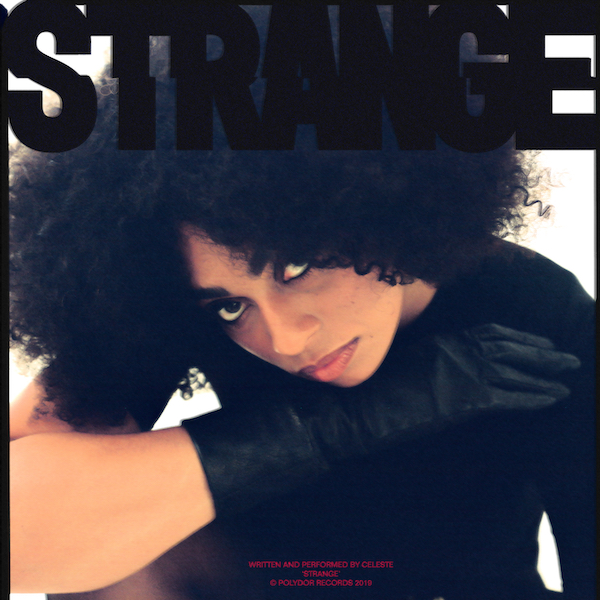 STRANGE
WRITTEN AND PERFORMED BY CELESTE
'STRANGE'
© POLYDOR RECORDS 2019